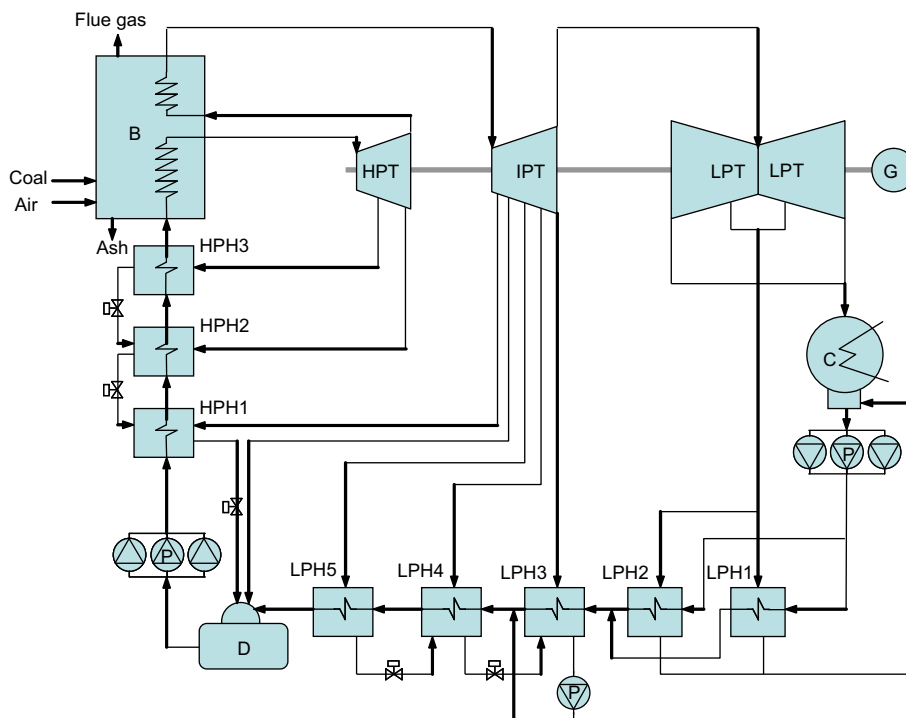 Flue gas
B
Coal
Air
Ash
HPT
IPT
LPT
LPT
G
HPH3
HPH2
HPH1
C
P
P
LPH5
LPH4
LPH3
LPH2
LPH1
D
P